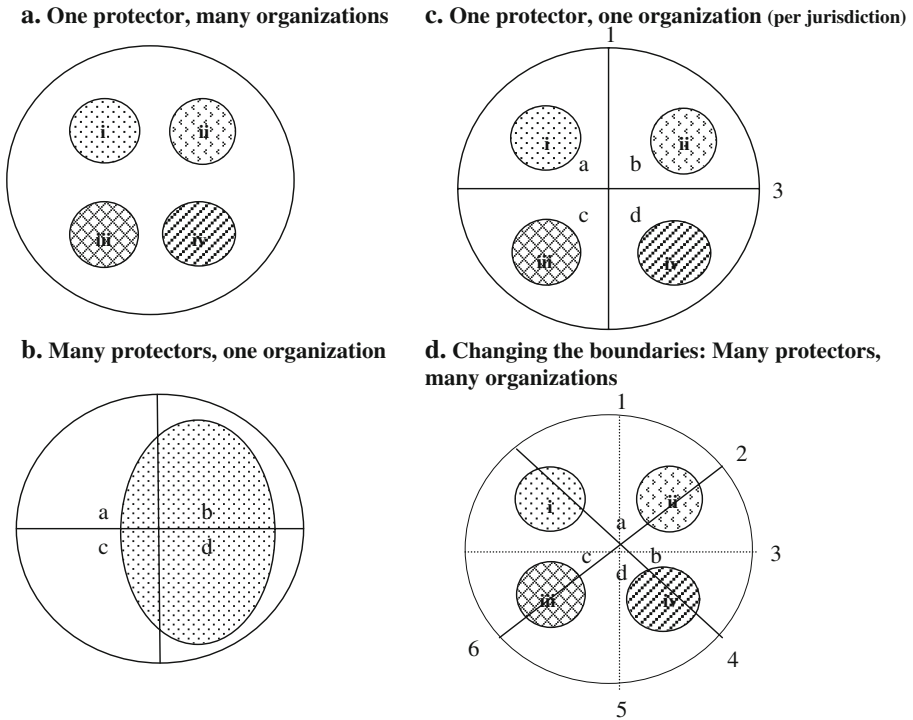 a. One protector, many organizations
i
ii
iii
iv
c. One protector, one organization (per jurisdiction)
1
i
ii
a
b
3
c
d
iii
iv
b. Many protectors, one organization
a
b
c
d
d. Changing the boundaries: Many protectors,
many organizations
1
2
i
ii
a
3
c
b
d
iii
iv
6
4
5